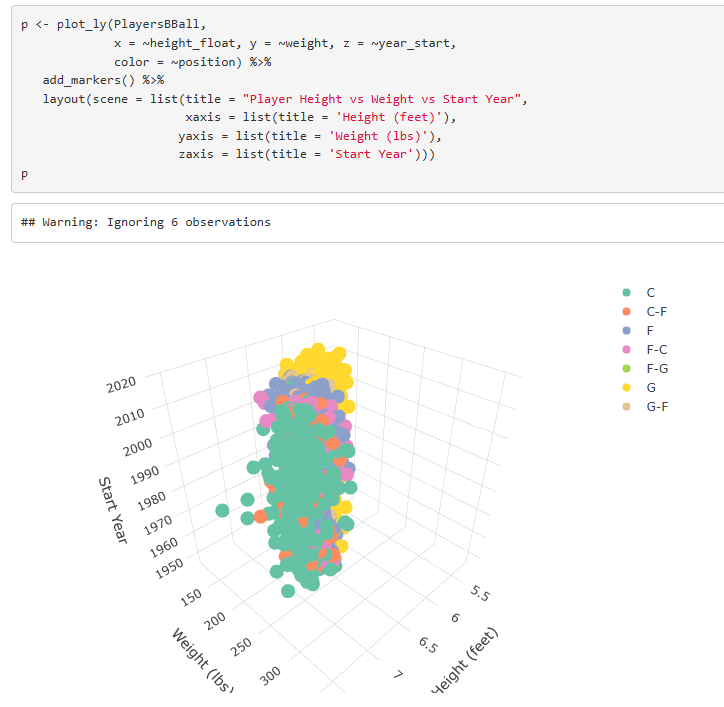 p <- plot_ly(PlayersBBall,
x = ~height_float, y = ~weight, z = ~year_start,
color = ~position) %>%
add_markers() %>%
layout(scene = list(title = "Player Height vs Weight vs Start Year",
xaxis = list(title = 'Height (feet)'),
yaxis = list(title = 'Weight (lbs)'),
zaxis = list(title = 'Start Year')))
p
## Warning: Ignoring 6 observations
C
C-F
F
F-C
F-G
G
G-F
2020
2010
2000
1990
1980
1970
1960
1950
Start Year
150
200
250
300
Weight (lbs)
5.5
6
6.5
7
Height (feet)